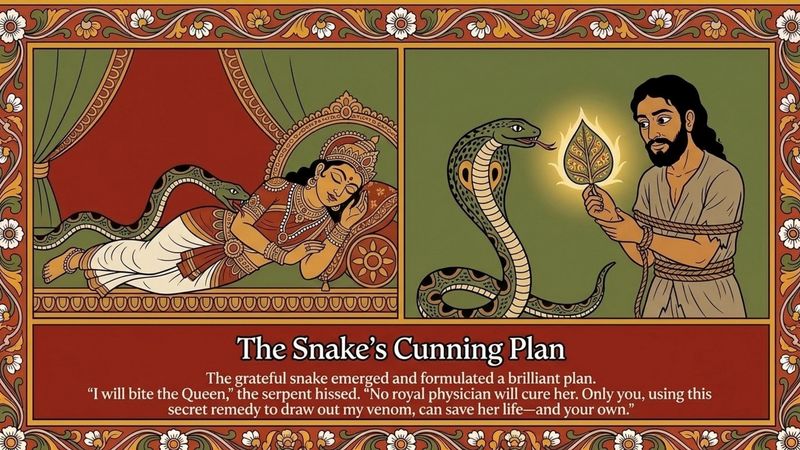 The Snake's Cunning Plan
The grateful snake emerged and formulated a brilliant plan.
“I will bite the Queen,” the serpent hissed. “No royal physician will cure her. Only you, using this
secret remedy to draw out my venom, can save her life—and your own.”